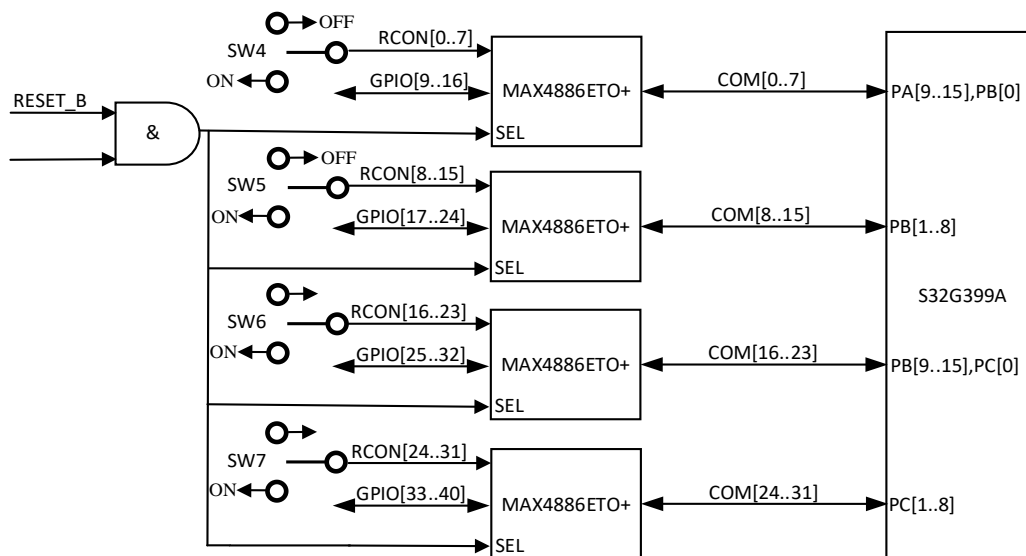 OFF
SW4
RCON[0..7]
ON
GPIO[9..16]
MAX4886ETO+
COM[0..7]
PA[9..15],PB[0]
RESET_B
&
SEL
OFF
SW5
RCON[8..15]
ON
GPIO[17..24]
MAX4886ETO+
COM[8..15]
PB[1..8]
SEL
S32G399A
SW6
RCON[16..23]
ON
GPIO[25..32]
MAX4886ETO+
COM[16..23]
PB[9..15],PC[0]
SEL
SW7
RCON[24..31]
ON
GPIO[33..40]
MAX4886ETO+
COM[24..31]
PC[1..8]
SEL